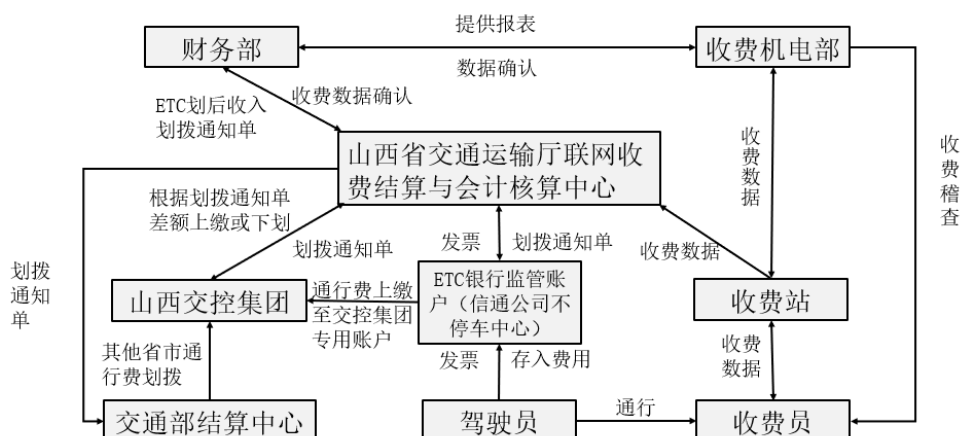 提供报表
财务部
收费机电部
数据确认
ETC划后收入
划拨通知单
收费数据确认
收费数据
收费稽查
山西省交通运输厅联网收
费结算与会计核算中心
根据划拨通知单
差额上缴或下划
划拨通知单
发票
划拨通知单
收费数据
划拨
通知
单
山西交控集团
通行费上缴
至交控集团
专用账户
ETC银行监管账
户（信通公司不
停车中心）
收费站
其他省市通
行费划拨
发票
存入费用
收费
数据
交通部结算中心
驾驶员
通行
收费员